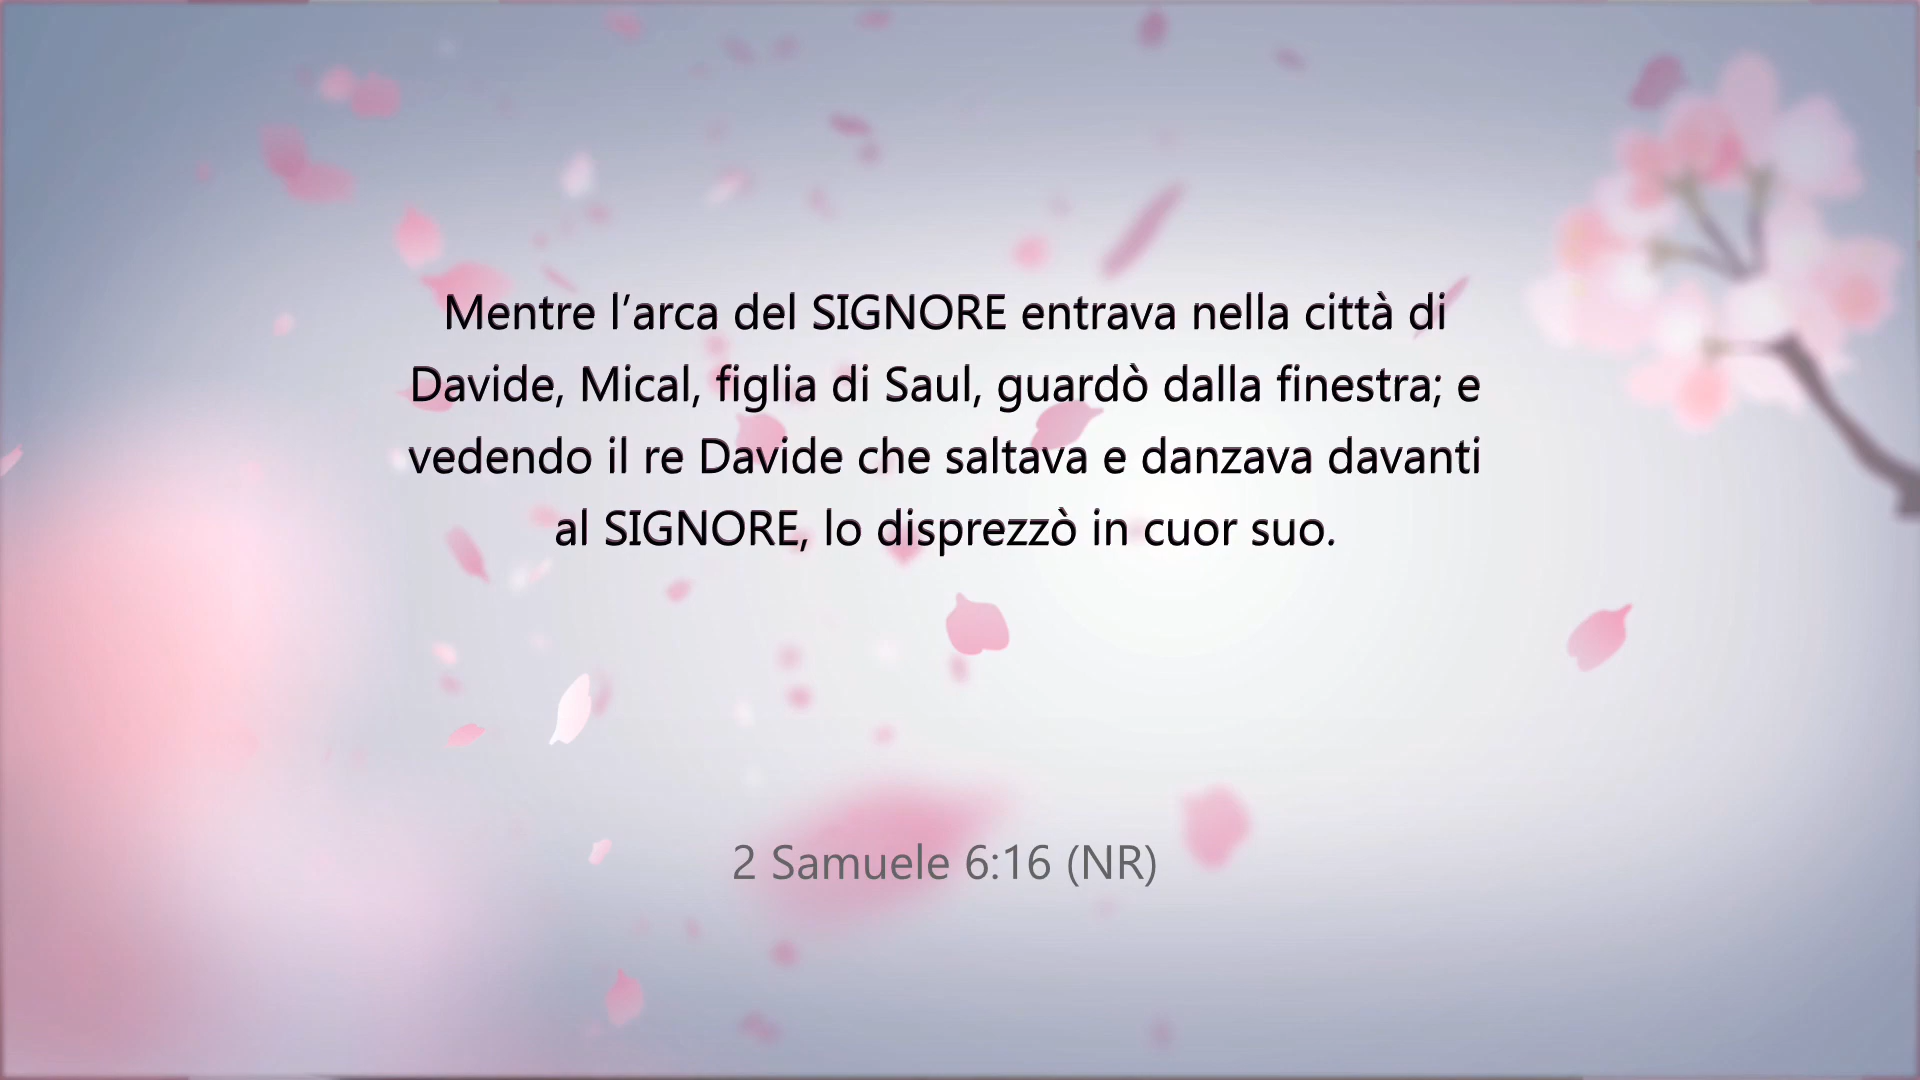 Mentre l’arca del SIGNORE entrava nella città di
Davide, Mical, figlia di Saul, guardò dalla finestra; e
vedendo il re Davide che saltava e danzava davanti
al SIGNORE, lo disprezzò in cuor suo.
2 Samuele 6:16 (NR)